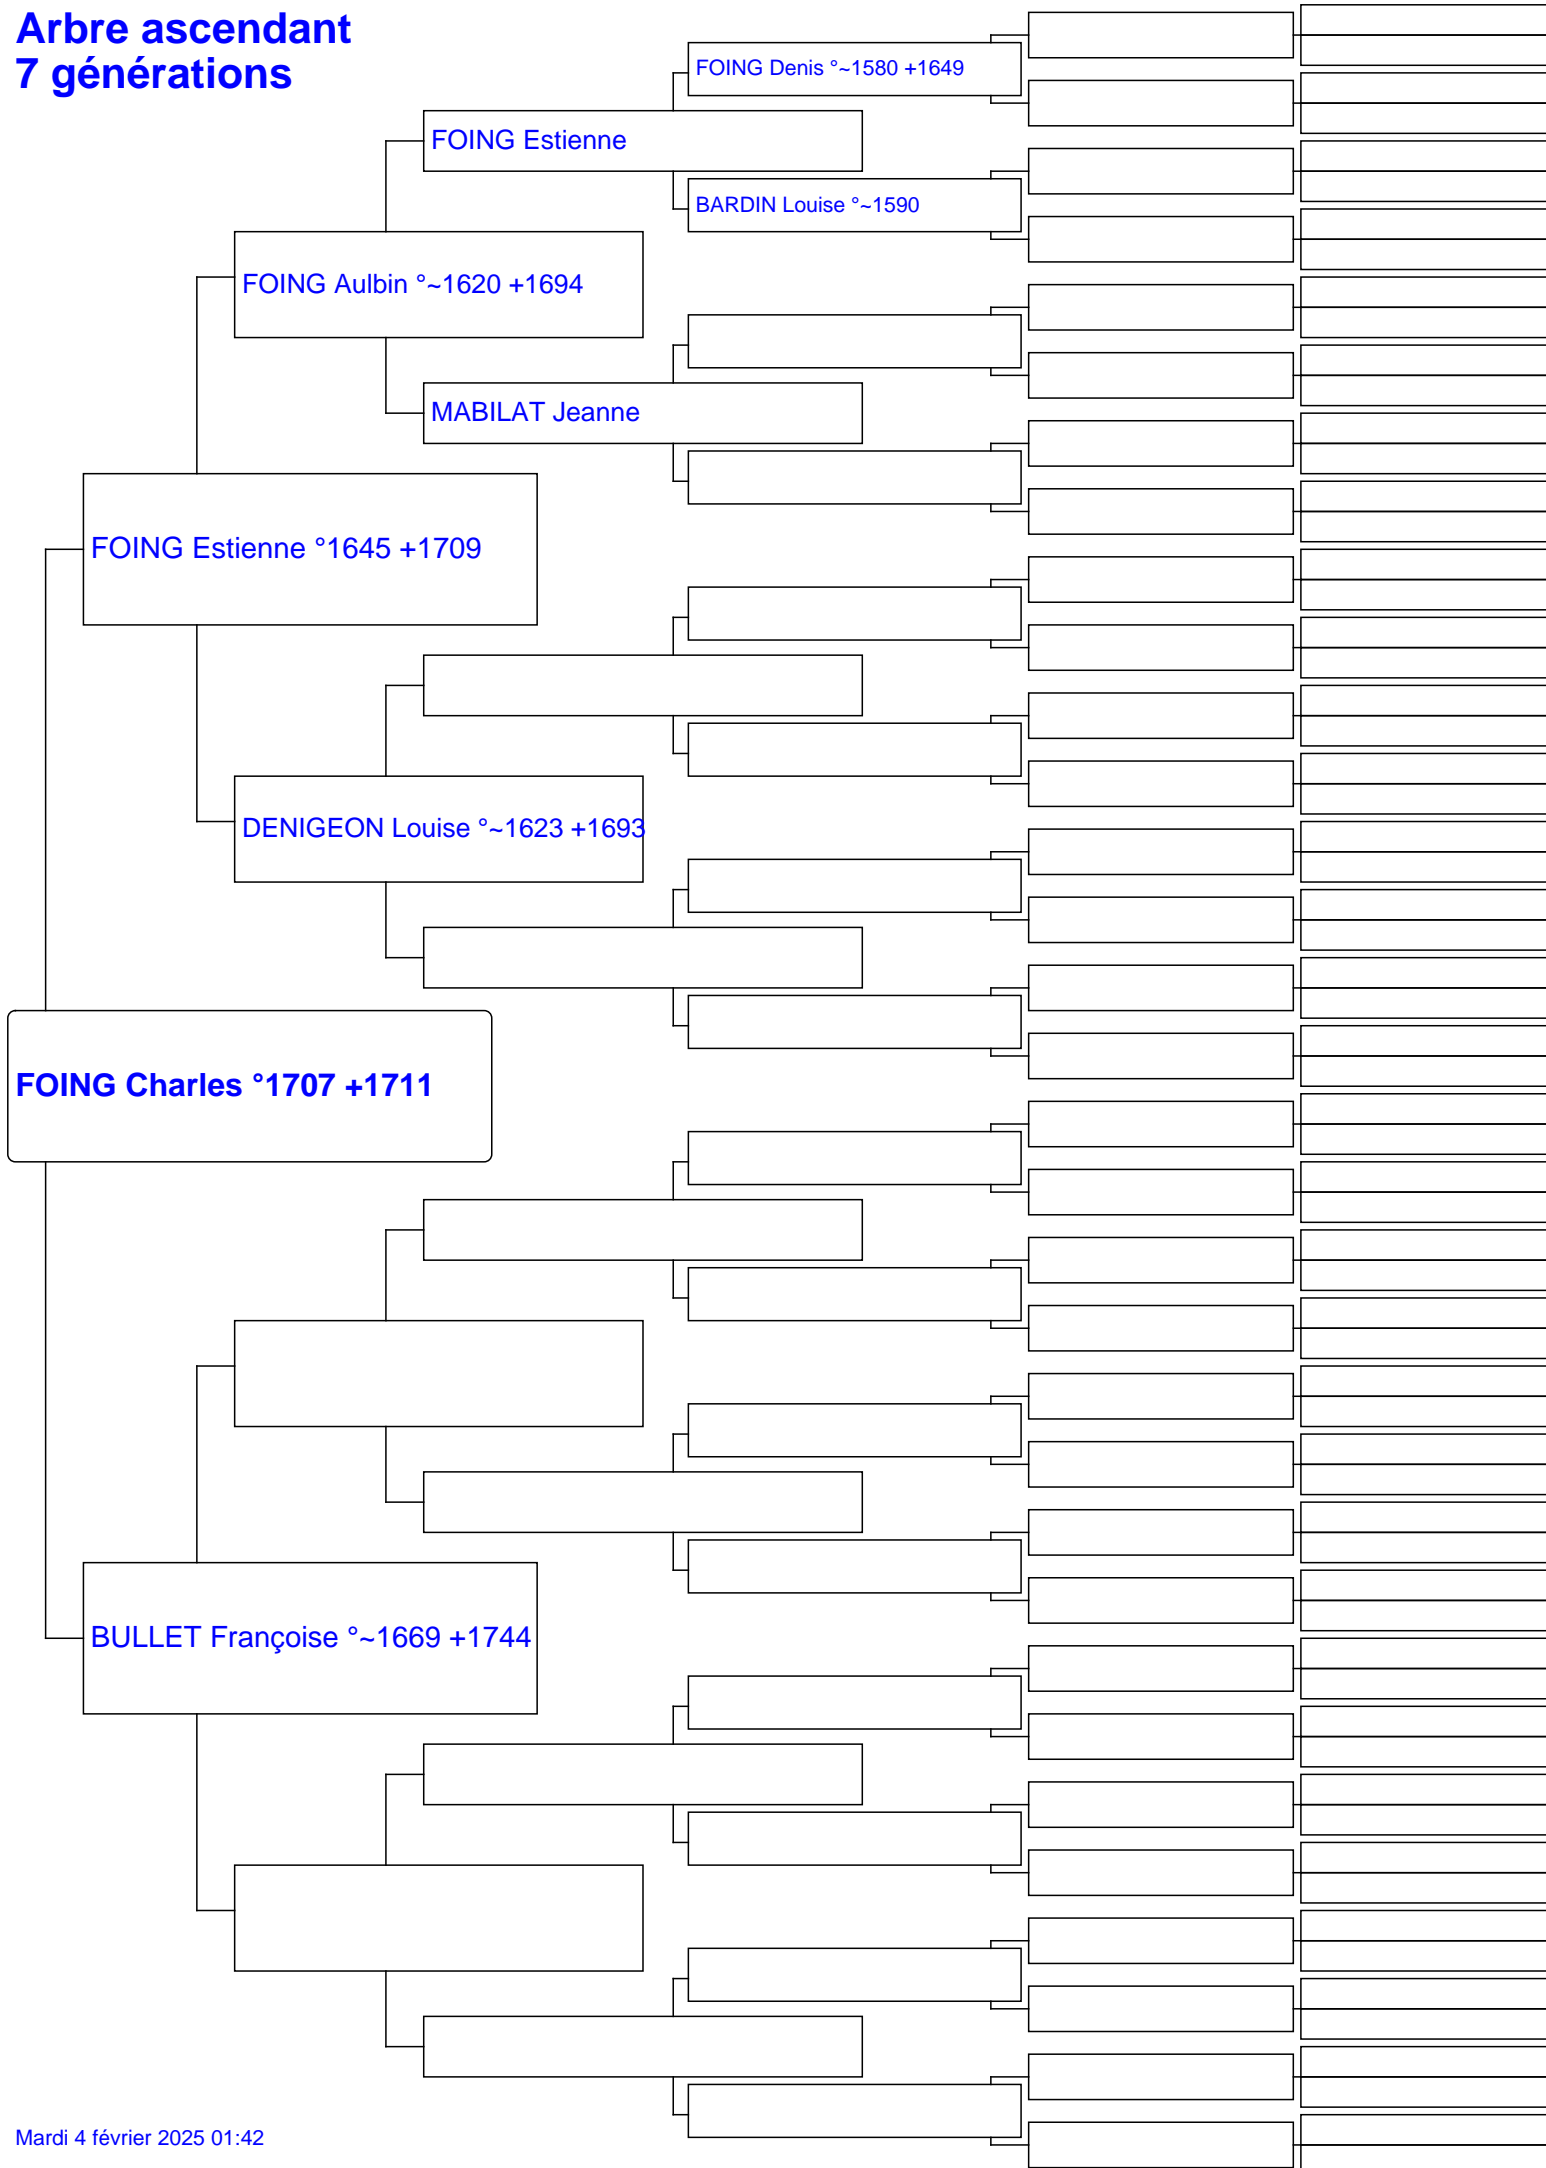 Arbre ascendant
7 générations
FOING Denis °~1580 +1649
FOING Estienne
BARDIN Louise °~1590
FOING Aulbin °~1620 +1694
MABILAT Jeanne
FOING Estienne °1645 +1709
DENIGEON Louise °~1623 +1693
FOING Charles °1707 +1711
BULLET Françoise °~1669 +1744
Mardi 4 février 2025 01:42